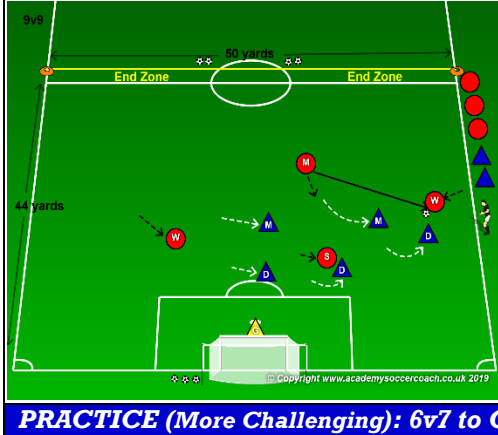 9v9
50 yards
End Zone End Zone
M
W
44 yards
M
M
W
D
S
D
D
G
© Copyright www.academysoccercoach.co.uk 2019
PRACTICE (More Challenging): 6v7 to